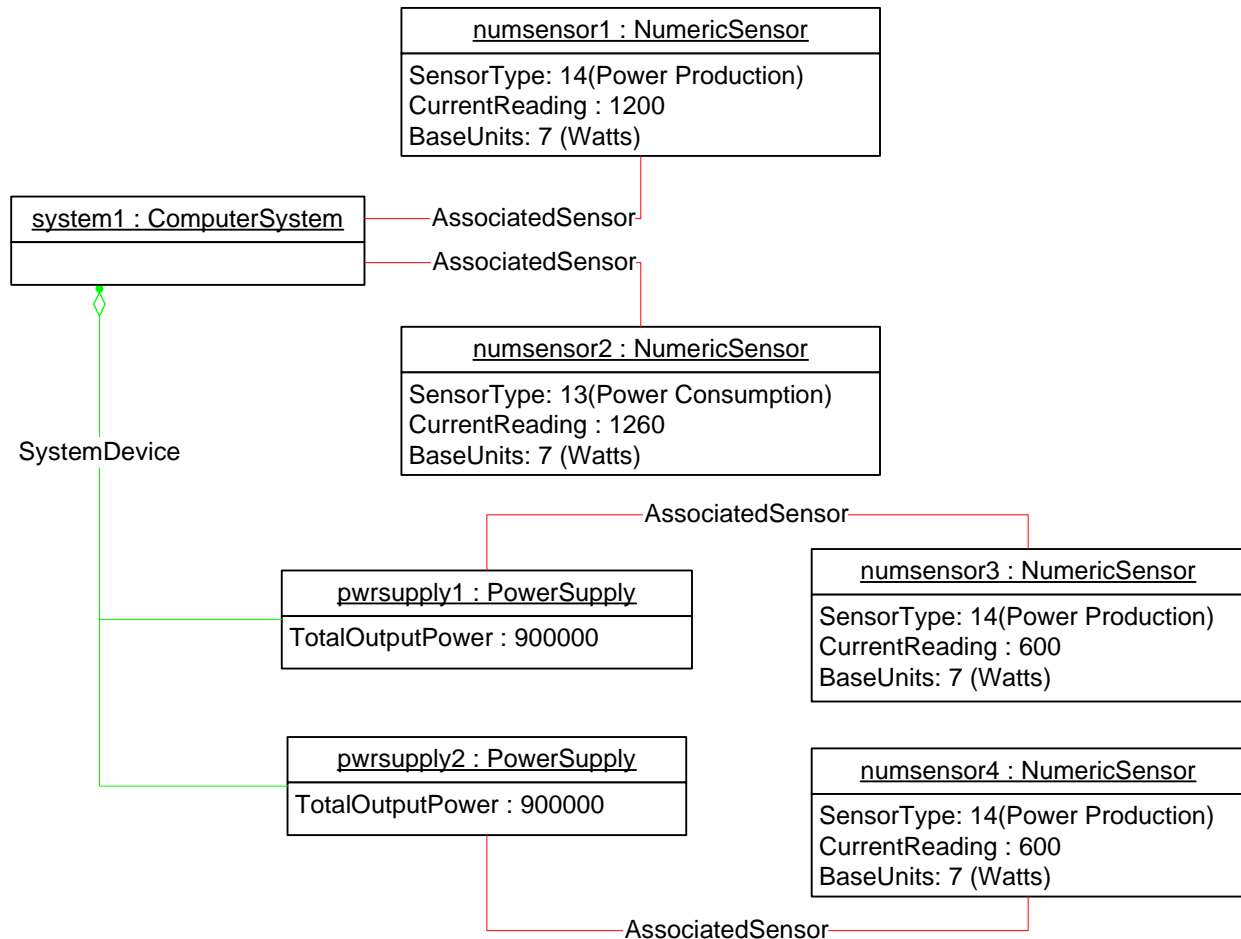 numsensor1 : NumericSensor
SensorType: 14(Power Production)
CurrentReading : 1200
BaseUnits: 7 (Watts)
system1 : ComputerSystem
AssociatedSensor
AssociatedSensor
numsensor2 : NumericSensor
SensorType: 13(Power Consumption)
CurrentReading : 1260
BaseUnits: 7 (Watts)
SystemDevice
AssociatedSensor
pwrsupply1 : PowerSupply
TotalOutputPower : 900000
numsensor3 : NumericSensor
SensorType: 14(Power Production)
CurrentReading : 600
BaseUnits: 7 (Watts)
pwrsupply2 : PowerSupply
TotalOutputPower : 900000
numsensor4 : NumericSensor
SensorType: 14(Power Production)
CurrentReading : 600
BaseUnits: 7 (Watts)
AssociatedSensor